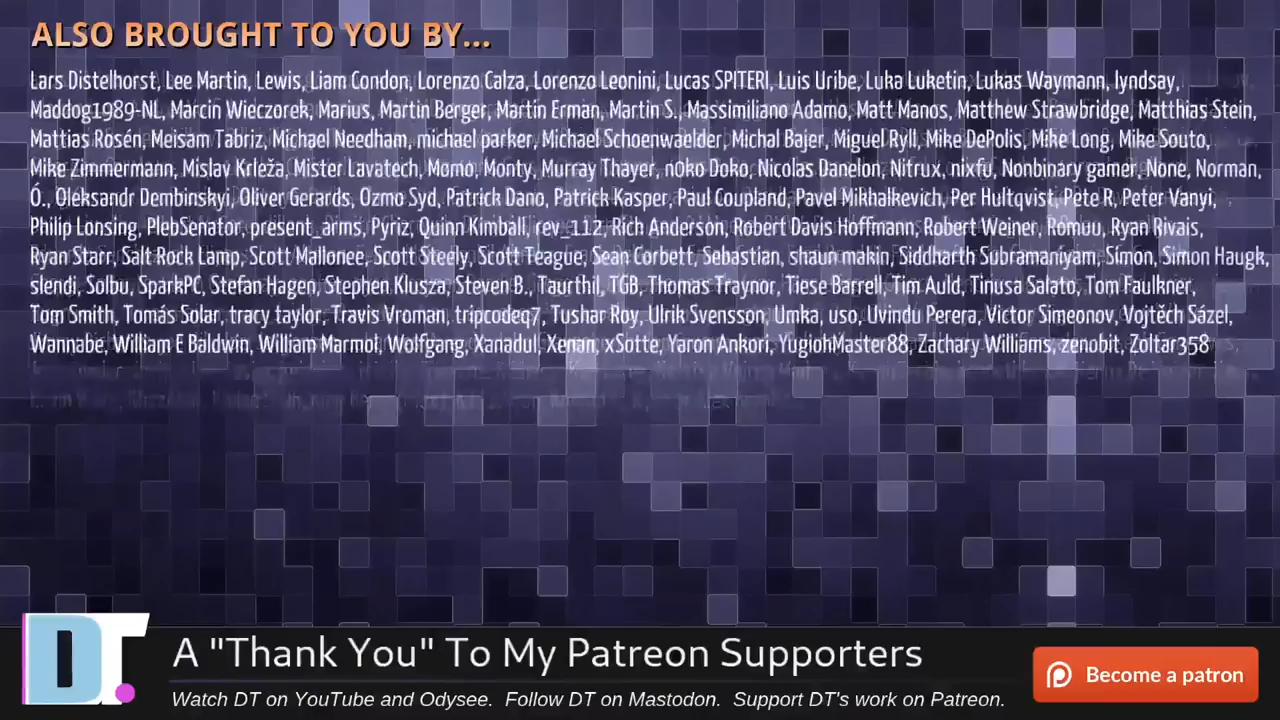 ALSO BROUGHT TO YOU BY...
Lars Distelhorst, Lee Martin, Lewis, Liam Condon, Lorenzo Calza, Lorenzo Leonini, Lucas SPITERI, Luis Uribe, Luka Luketin, Lukas Waymann, lyndsay,
Maddog1989-NL, Marcin Wieczorek, Marius, Martin Berger, Martin Erman, Martin S., Massimiliano Adamo, Matt Manos, Matthew Strawbridge, Matthias Stein,
Mattias Rosén, Meisam Tabriz, Michael Needham, michael parker, Michael Schoenwaelder, Michal Bajer, Miguel Ryll, Mike DePolis, Mike Long, Mike Souto,
Mike Zimmermann, Mislav Krleža, Mister Lavatech, Momo, Monty, Murray Thayer, n0ko Doko, Nicolas Danelon, Nitrux, nixfu, Nonbinary gamer, None, Norman,
Ó., Oleksandr Dembinskyi, Oliver Gerards, Ozmo Syd, Patrick Dano, Patrick Kasper, Paul Coupland, Pavel Mikhalkevich, Per Hultqvist, Pete R, Peter Vanyi,
Philip Lonsing, PlebSenator, present_arms, Pyriz, Quinn Kimball, rev_112, Rich Anderson, Robert Davis Hoffmann, Robert Weiner, Rõmuu, Ryan Rivais,
Ryan Starr, Salt Rock Lamp, Scott Mallonee, Scott Steely, Scott Teague, Sean Corbett, Sebastian, shaun makin, Siddharth Subramaniyam, Símon, Simon Haugk,
slendi, Solbu, SparkPC, Stefan Hagen, Stephen Klusza, Steven B., Taurthil, TGB, Thomas Traynor, Tiese Barrell, Tim Auld, Tinusa Salato, Tom Faulkner,
Tom Smith, Tomás Solar, tracy taylor, Travis Vroman, tripcodeq7, Tushar Roy, Ulrik Svensson, Umka, uso, Uvindu Perera, Victor Simeonov, Vojtěch Sázel,
Wannabe, William E Baldwin, William Marmol, Wolfgang, Xanadul, Xenan, xSotte, Yaron Ankori, YugiohMaster88, Zachary Williams, zenobit, Zoltar358
DT.
A "Thank You" To My Patreon Supporters
Become a patron
Watch DT on YouTube and Odysee. Follow DT on Mastodon. Support DT's work on Patreon.